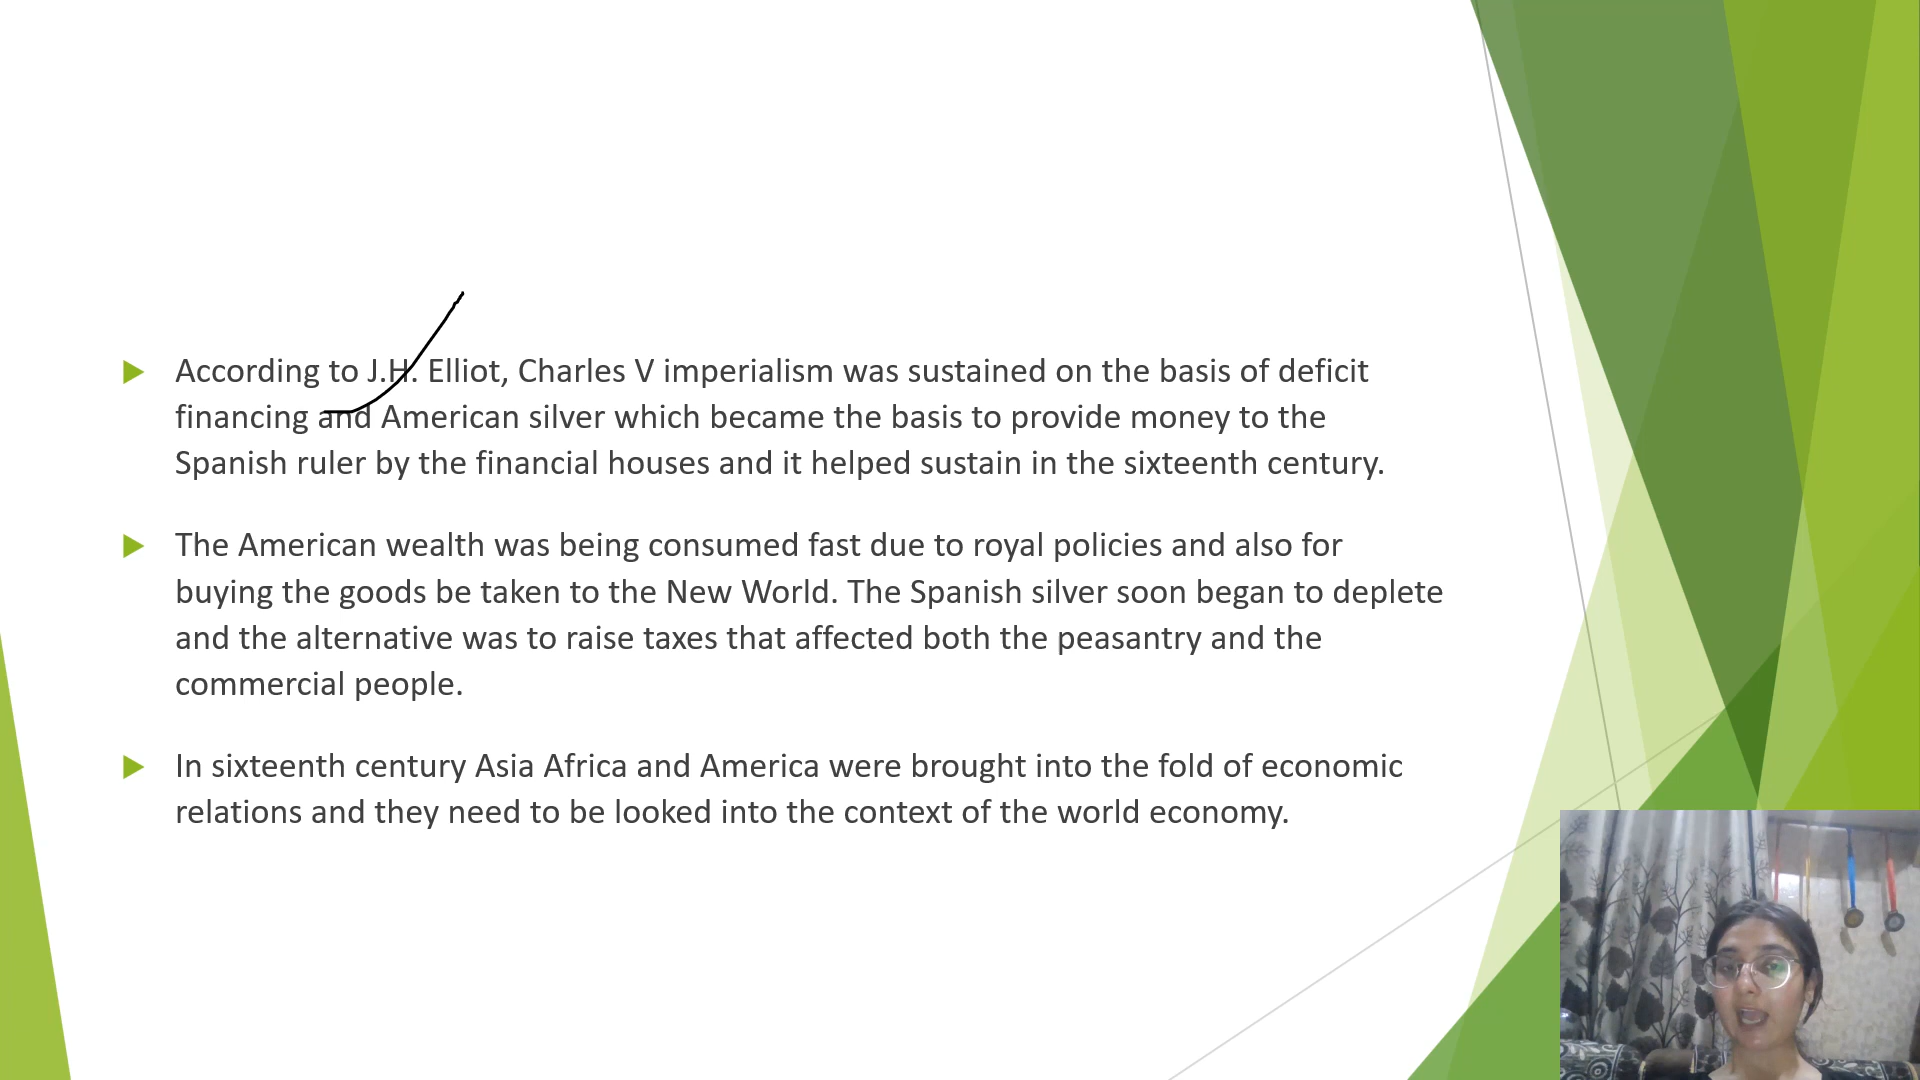 According to J.H. Elliot, Charles V imperialism was sustained on the basis of deficit
financing and American silver which became the basis to provide money to the
Spanish ruler by the financial houses and it helped sustain in the sixteenth century.
The American wealth was being consumed fast due to royal policies and also for
buying the goods be taken to the New World. The Spanish silver soon began to deplete
and the alternative was to raise taxes that affected both the peasantry and the
commercial people.
In sixteenth century Asia Africa and America were brought into the fold of economic
relations and they need to be looked into the context of the world economy.